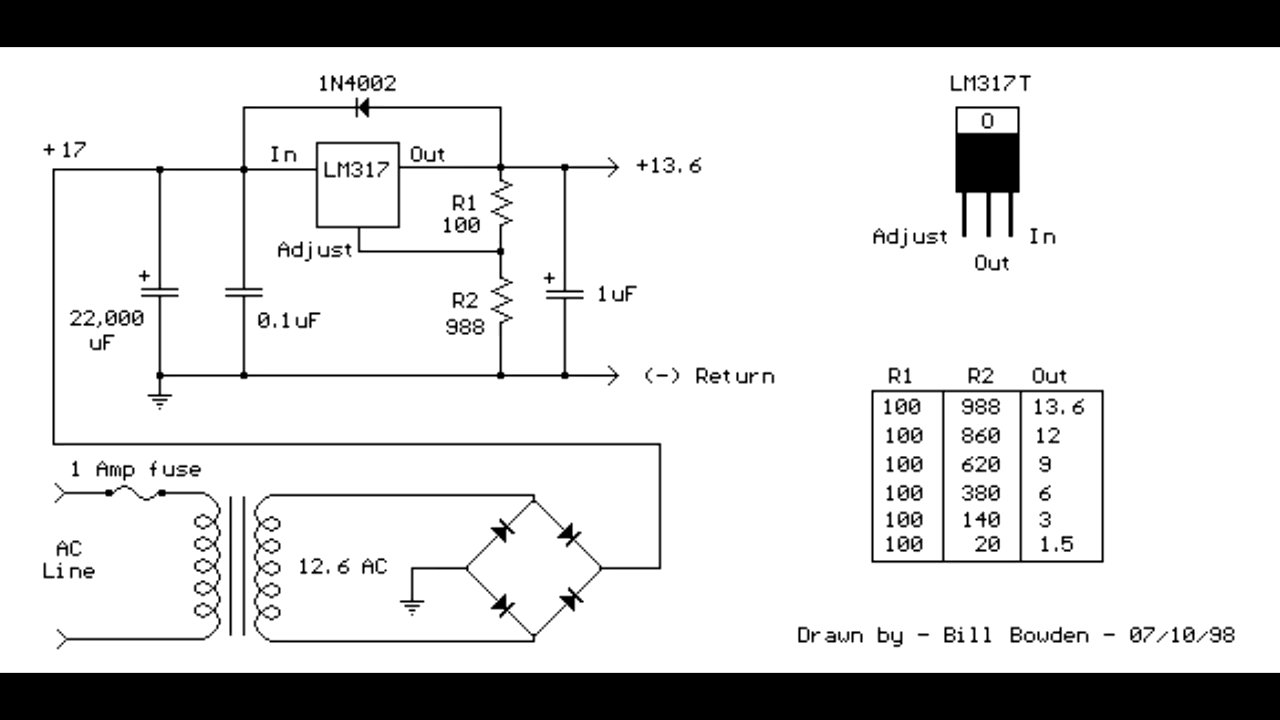 1N4002
LM317T
O
+17
In
LM317
Out
+13.6
R1
100
Adjust
+
22,000
uF
0.1uF
R2
988
+
1uF
(-) Return
Adjust
In
Out
R1 R2 Out
100 988 13.6
100 860 12
100 620 9
100 380 6
100 140 3
100 20 1.5
1 Amp fuse
AC
Line
12.6 AC
Drawn by - Bill Bowden - 07/10/98